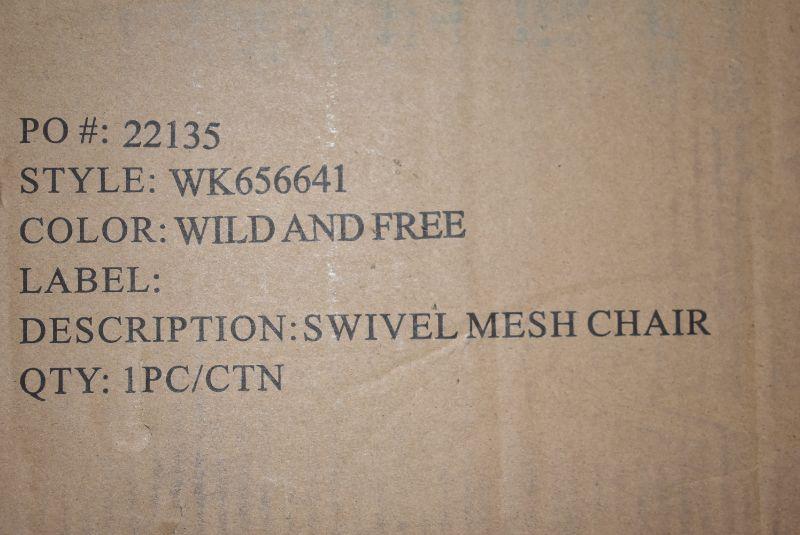 PO #: 22135
STYLE: WK656641
COLOR: WILD AND FREE
LABEL:
DESCRIPTION: SWIVEL MESH CHAIR
QTY: 1PC/CTN